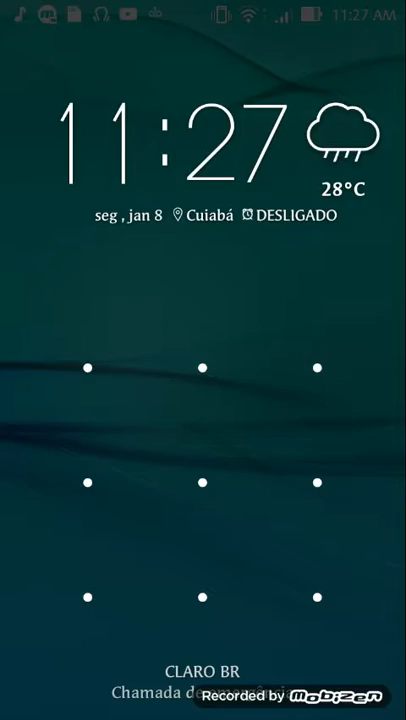 11:27 AM
11:27
28°C
seg , jan 8 Cuiabá DESLIGADO
CLARO BR
Chamada de
Recorded by Mobizen